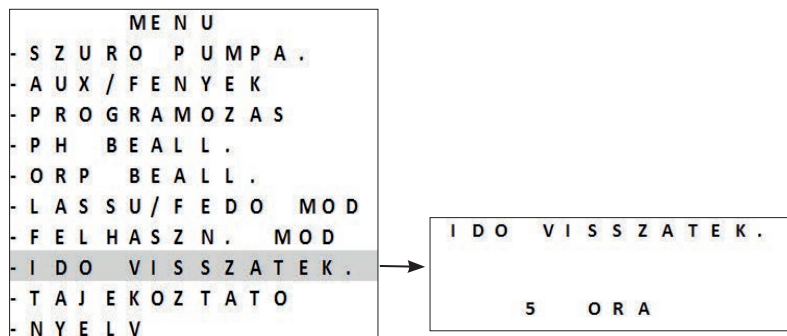 MENU
- SZURO PUMPA.
- AUX/FENYEK
- PROGRAMOZAS
- PH BEALL.
- ORP BEALL.
- LASSU/FEDO MOD
- FELHASZN. MOD
- IDO VISSZATEK.
- TAJEKOZTATO
- NYELV
IDO VISSZATEK.
5 ORA